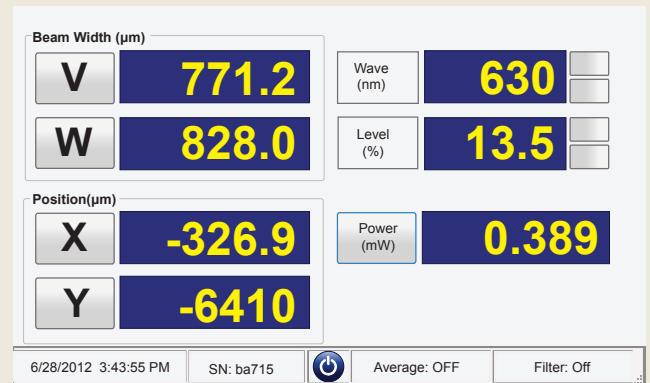 Beam Width (µm)
V 771.2
W 828.0
Wave
(nm) 630
Level
(%) 13.5
Position(µm)
X -326.9
Y -6410
Power
(mW) 0.389
6/28/2012 3:43:55 PM SN: ba715 Average: OFF Filter: Off